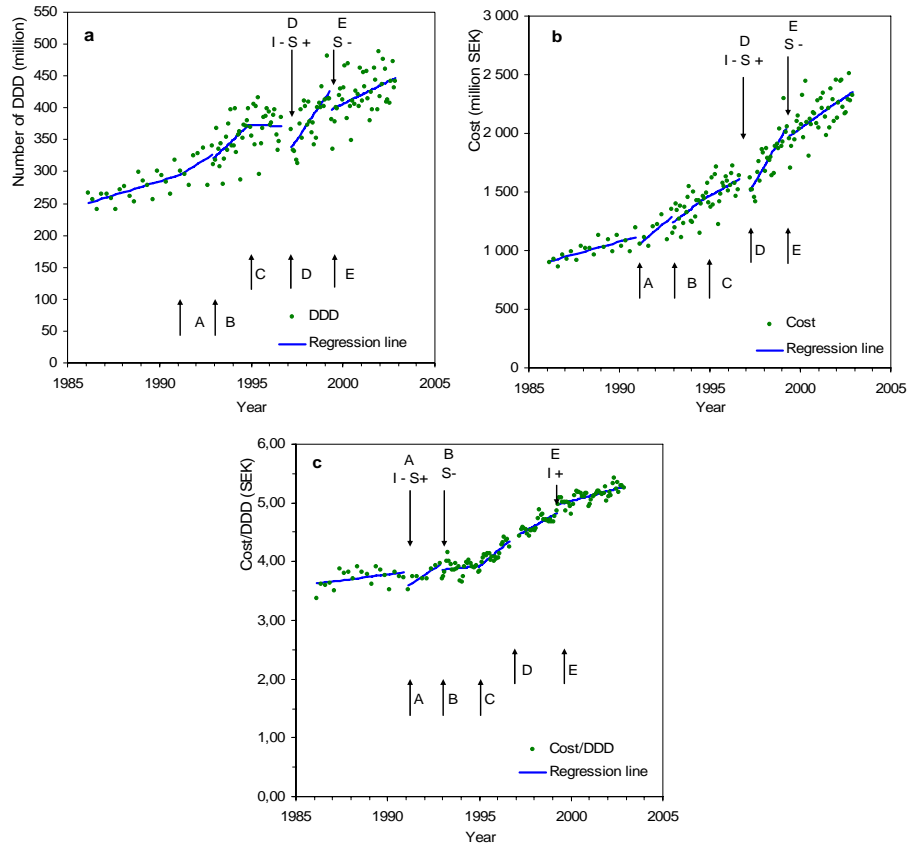 a
D
I - S +
E
S -
Number of DDD (million)
550
500
450
400
350
300
250
200
150
100
50
0
A
B
C
D
E
DDD
Regression line
1985
1990
1995
2000
2005
Year
b
D
I - S +
E
S -
Cost (million SEK)
3 000
2 500
2 000
1 500
1 000
500
0
A
B
C
D
E
Cost
Regression line
1985
1990
1995
2000
2005
Year
c
A
I - S+
B
S-
E
I +
Cost/DDD (SEK)
6,00
5,00
4,00
3,00
2,00
1,00
0,00
A
B
C
D
E
Cost/DDD
Regression line
1985
1990
1995
2000
2005
Year